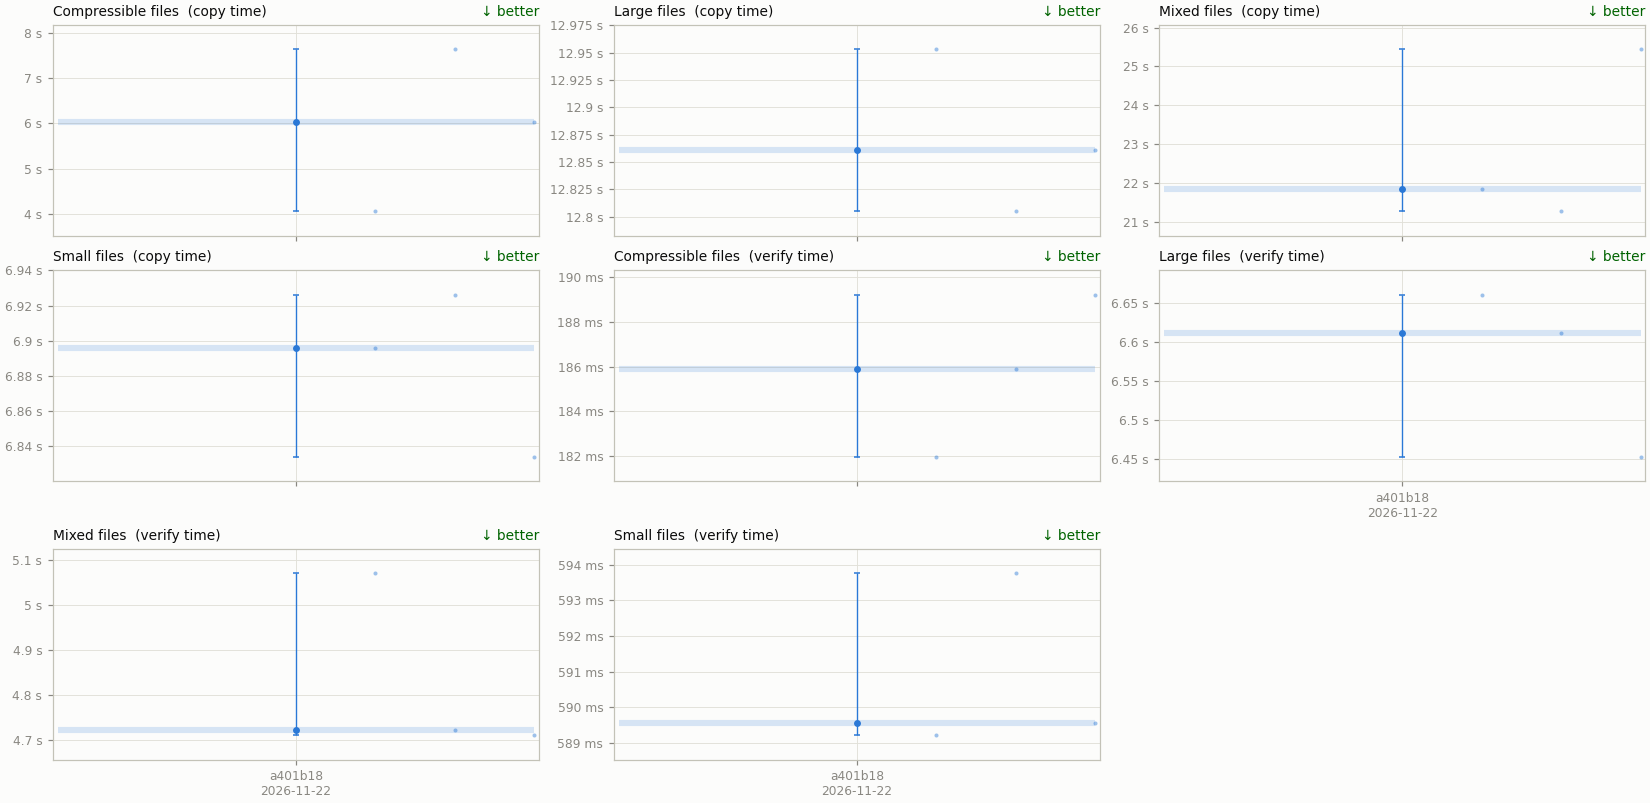 Compressible files  (copy time)
↓ better
8 s
7 s
6 s
5 s
4 s
Large files  (copy time)
↓ better
12.975 s
12.95 s
12.925 s
12.9 s
12.875 s
12.85 s
12.825 s
12.8 s
Mixed files  (copy time)
↓ better
26 s
25 s
24 s
23 s
22 s
21 s
Small files  (copy time)
↓ better
6.94 s
6.92 s
6.9 s
6.88 s
6.86 s
6.84 s
Compressible files  (verify time)
↓ better
190 ms
188 ms
186 ms
184 ms
182 ms
Large files  (verify time)
↓ better
6.65 s
6.6 s
6.55 s
6.5 s
6.45 s
a401b18
2026-11-22
Mixed files  (verify time)
↓ better
5.1 s
5 s
4.9 s
4.8 s
4.7 s
a401b18
2026-11-22
Small files  (verify time)
↓ better
594 ms
593 ms
592 ms
591 ms
590 ms
589 ms
a401b18
2026-11-22